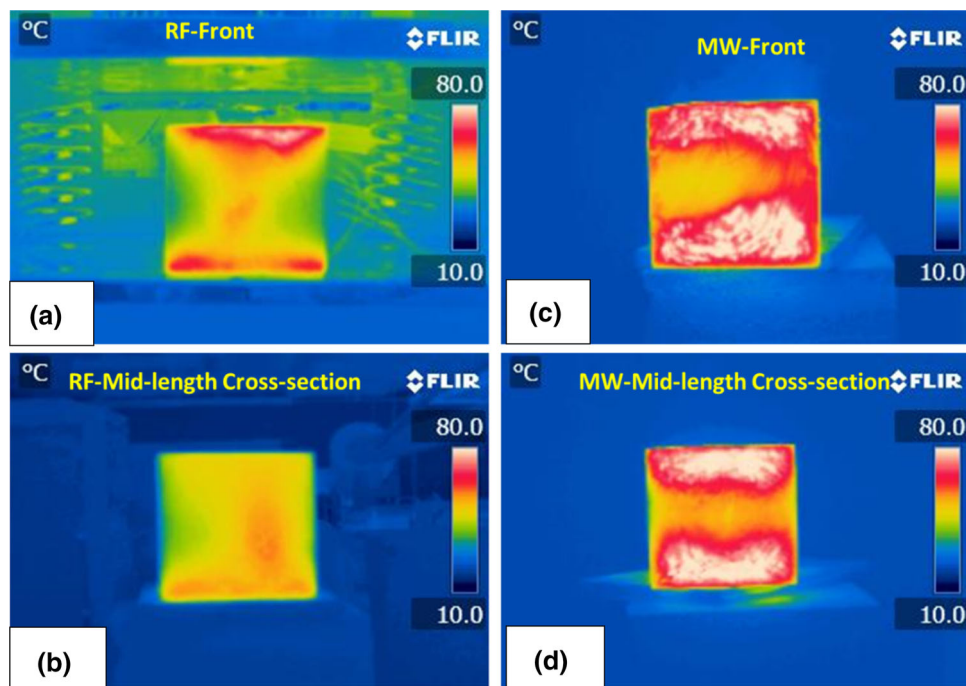 °C
RF-Front
FLIR
80.0
10.0
(a)
°C
MW-Front
FLIR
80.0
10.0
(c)
°C
RF-Mid-length Cross-section
FLIR
80.0
10.0
(b)
°C
MW-Mid-length Cross-section
FLIR
80.0
10.0
(d)